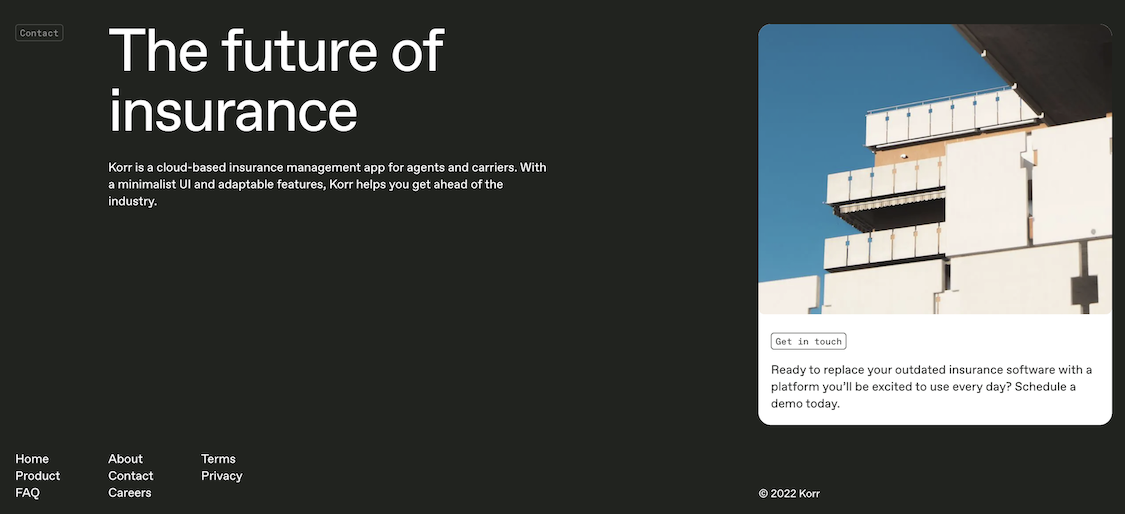 Contact
The future of
insurance
Korr is a cloud-based insurance management app for agents and carriers. With
a minimalist UI and adaptable features, Korr helps you get ahead of the
industry.
Get in touch
Ready to replace your outdated insurance software with a
platform you’ll be excited to use every day? Schedule a
demo today.
Home
Product
FAQ
About
Contact
Careers
Terms
Privacy
© 2022 Korr